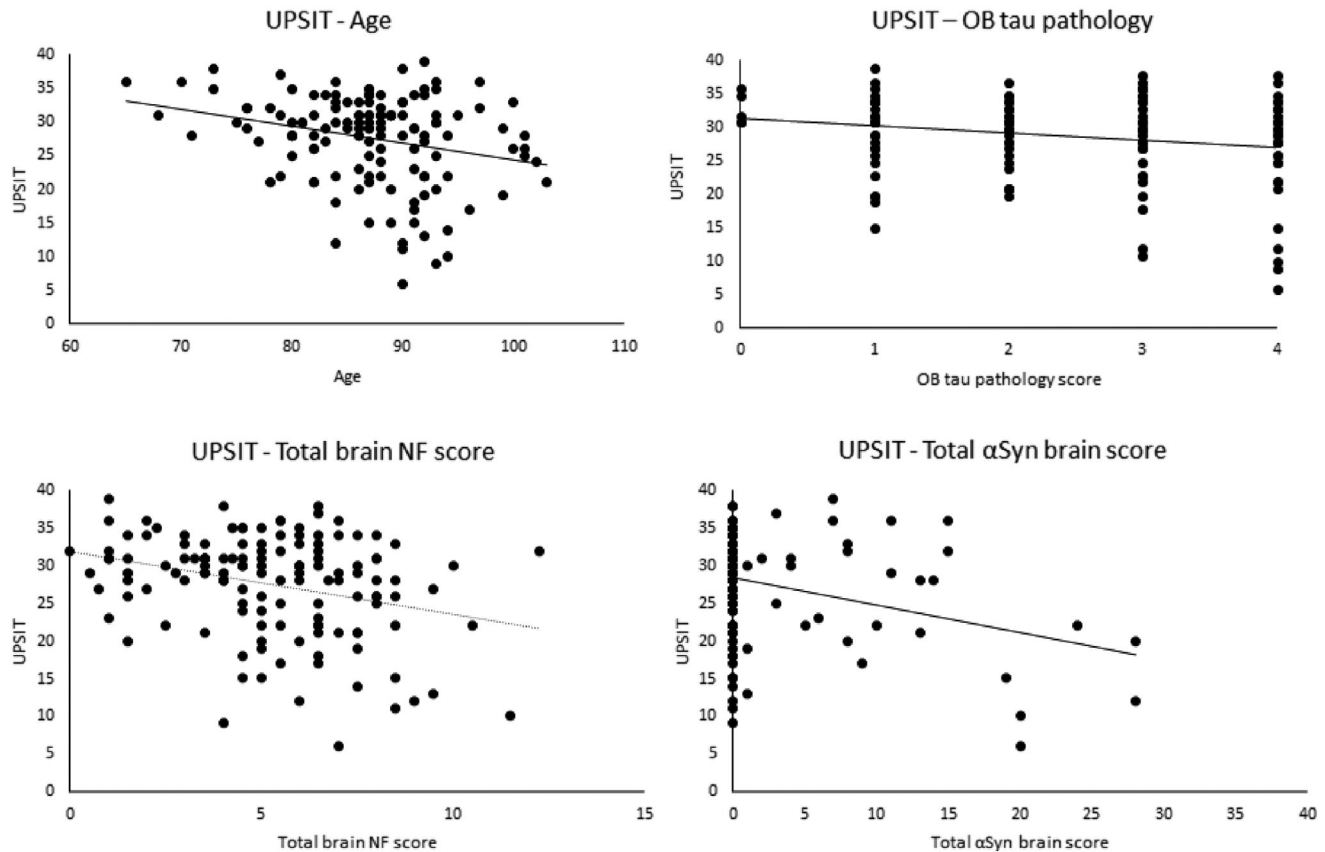 UPSIT - Age
40
35
30
25
20
15
10
5
0
UPSIT
60 70 80 90 100 110
Age
UPSIT – OB tau pathology
40
35
30
25
20
15
10
5
0
UPSIT
0 1 2 3 4
OB tau pathology score
UPSIT - Total brain NF score
40
35
30
25
20
15
10
5
0
UPSIT
0 5 10 15
Total brain NF score
UPSIT - Total αSyn brain score
40
35
30
25
20
15
10
5
0
UPSIT
0 5 10 15 20 25 30 35 40
Total αSyn brain score